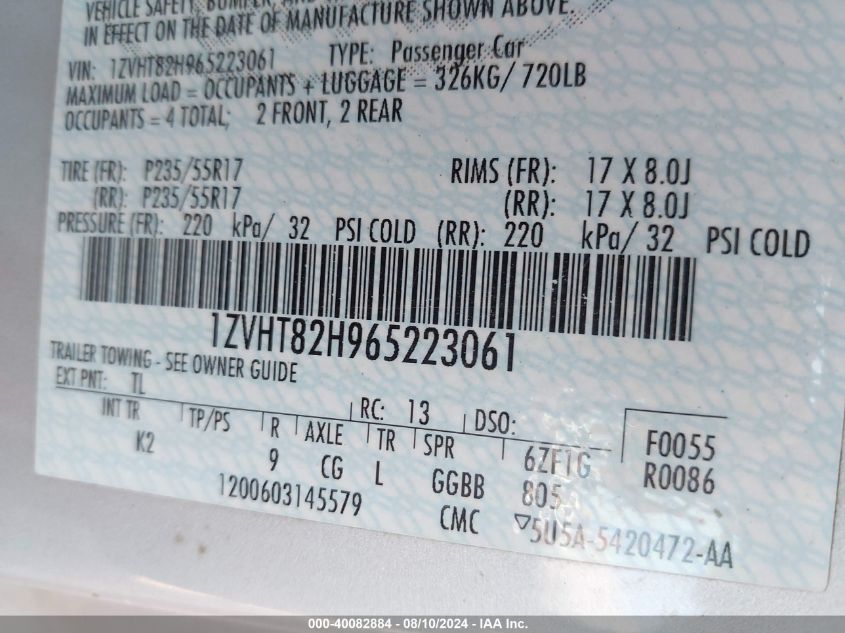 VEHICLE SAFETY, BUMPER AND
IN EFFECT ON THE DATE OF MANUFACTURE SHOWN ABOVE.
VIN: 1ZVHT82H965223061 TYPE: Passenger Car
MAXIMUM LOAD = OCCUPANTS + LUGGAGE = 326KG/ 720LB
OCCUPANTS = 4 TOTAL; 2 FRONT, 2 REAR
TIRE (FR): P235/55R17 RIMS (FR): 17 X 8.0J
(RR): P235/55R17 (RR): 17 X 8.0J
PRESSURE (FR): 220 kPa/ 32 PSI COLD (RR): 220 kPa/ 32 PSI COLD
1ZVHT82H965223061
TRAILER TOWING - SEE OWNER GUIDE
EXT PNT: TL RC: 13 DSO: F0055
INT TR TP/PS R AXLE TR SPR 6ZF1G R0086
K2 9 CG L GGBB 805
1200603145579 CMC ▽5U5A-5420472-AA
000-40082884 - 08/10/2024 - IAA Inc.